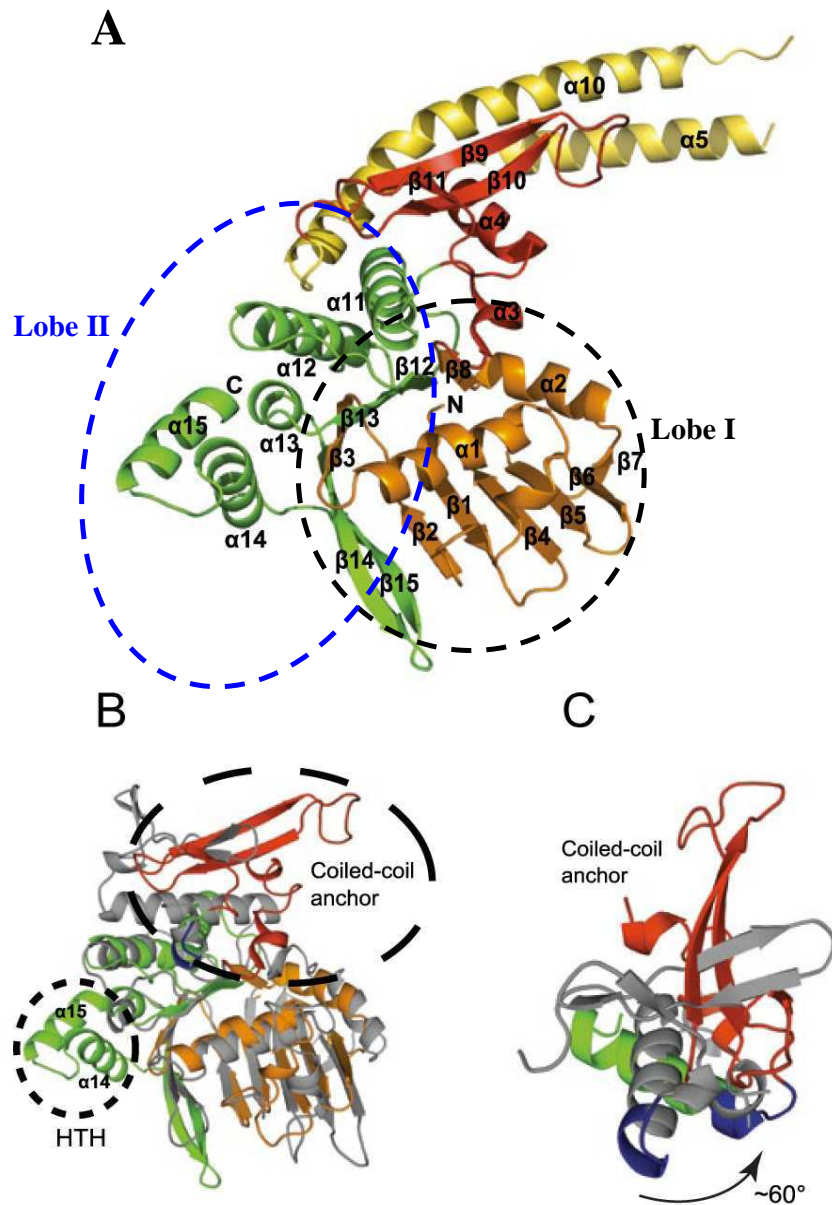 A
α10
α5
β9
β11
β10
α4
α11
α3
Lobe II
α12
β12
β8
α2
C
N
α15
α13
β13
Lobe I
β3
α1
β7
β6
β1
β5
α14
β2
β4
β14
β15
B
C
Coiled-coil
anchor
α15
α14
HTH
Coiled-coil
anchor
~60°